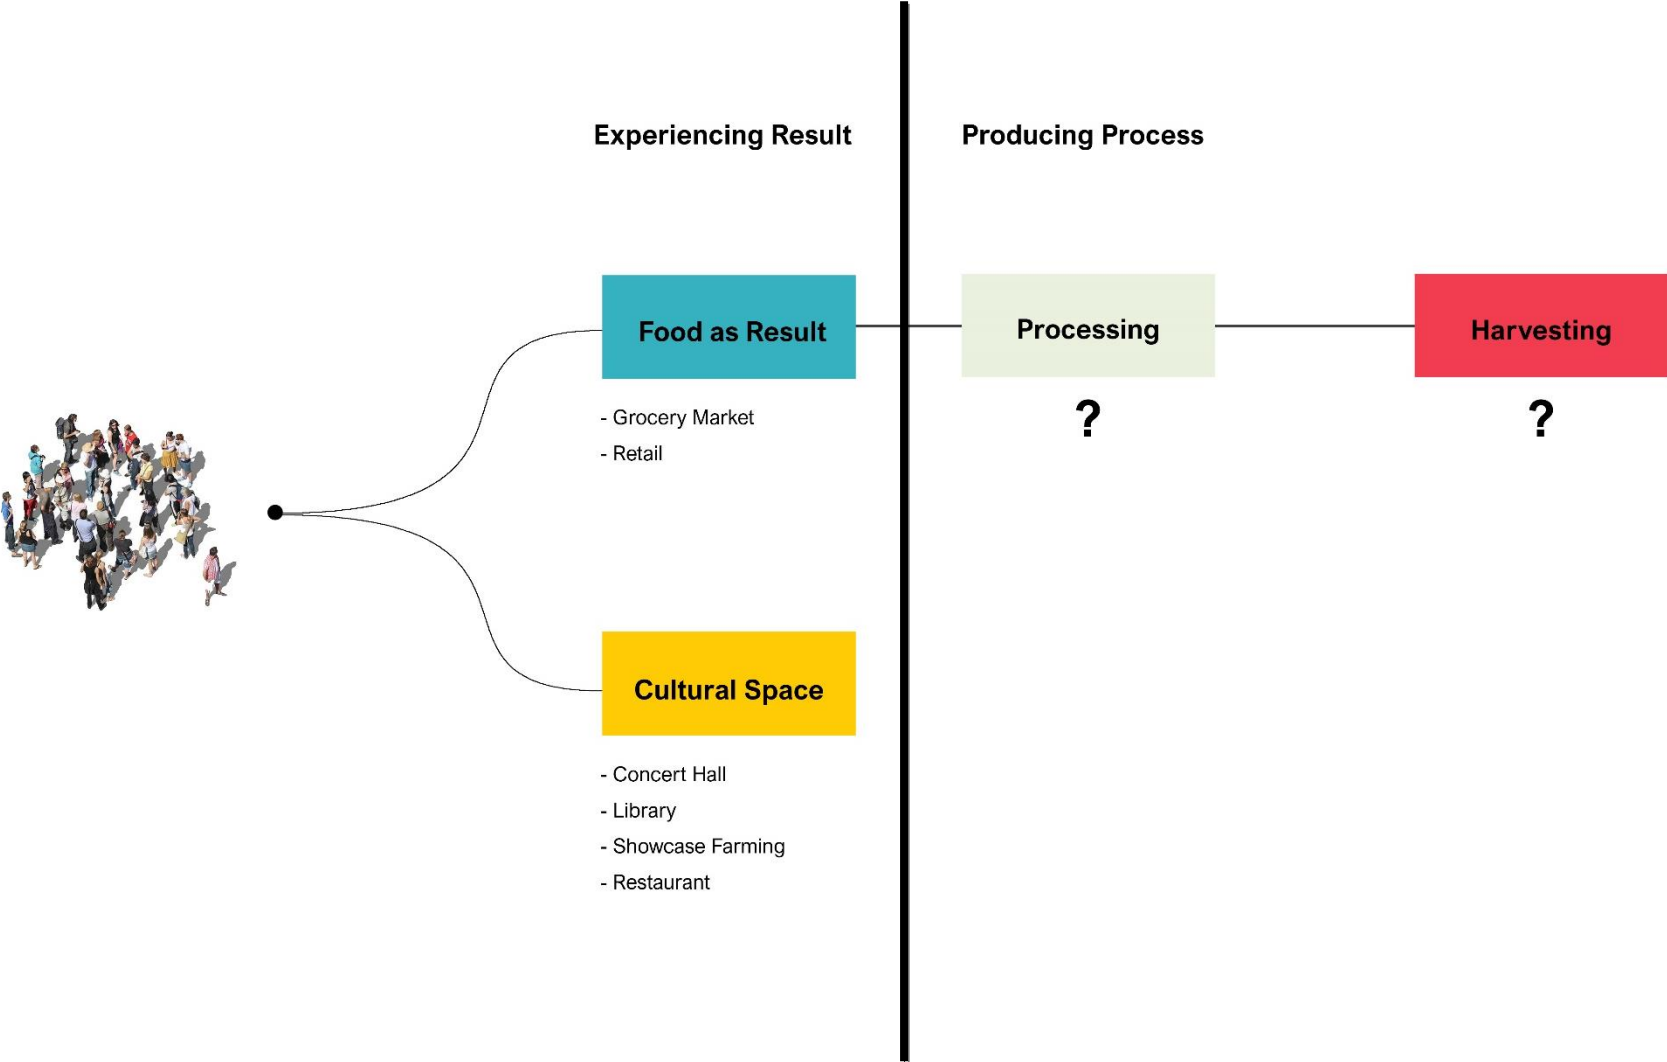 Experiencing Result
Producing Process
Food as Result
Processing
Harvesting
- Grocery Market
- Retail
?
?
Cultural Space
- Concert Hall
- Library
- Showcase Farming
- Restaurant